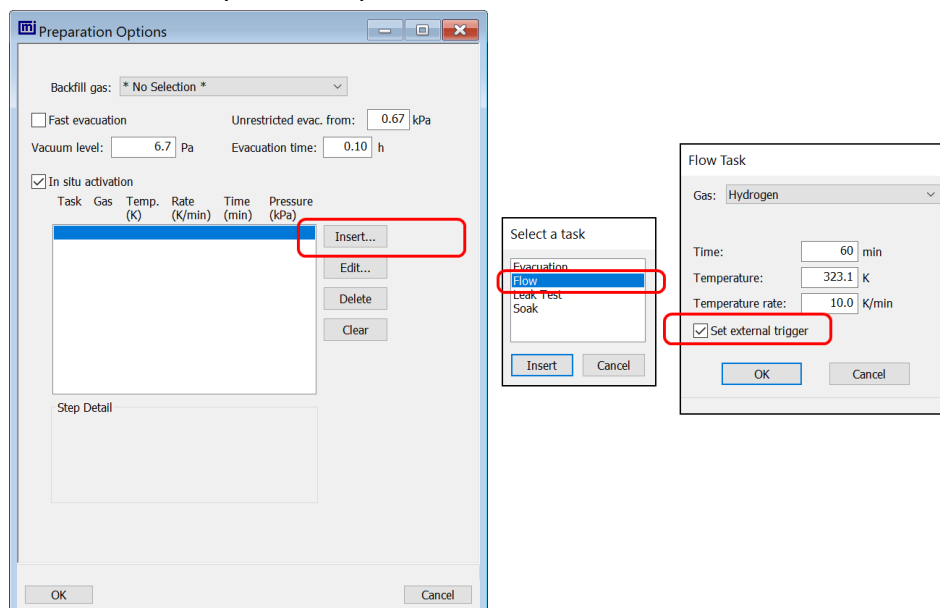 mi Preparation Options
Backfill gas: * No Selection *
Fast evacuation Unrestricted evac. from: 0.67 kPa
Vacuum level: 6.7 Pa Evacuation time: 0.10 h
In situ activation
Task Gas Temp. (K) Rate (K/min) Time (min) Pressure (kPa)
Insert...
Edit...
Delete
Clear
Step Detail
OK Cancel
Select a task
Evacuation
Flow
Leak Test
Soak
Insert Cancel
Flow Task
Gas: Hydrogen
Time: 60 min
Temperature: 323.1 K
Temperature rate: 10.0 K/min
Set external trigger
OK Cancel